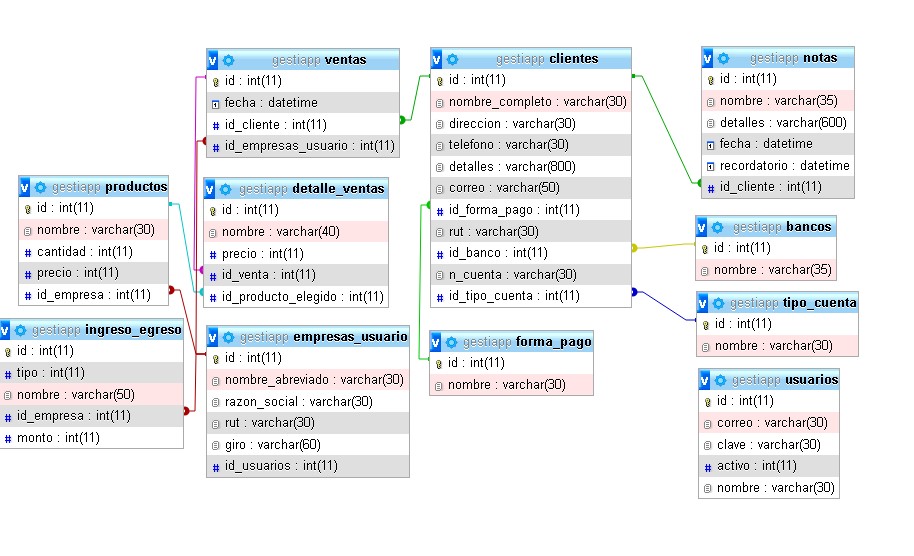 gestiapp ventas
id : int(11)
fecha : datetime
id_cliente : int(11)
id_empresas_usuario : int(11)
gestiapp clientes
id : int(11)
nombre_completo : varchar(30)
direccion : varchar(30)
telefono : varchar(30)
detalles : varchar(800)
correo : varchar(50)
id_forma_pago : int(11)
rut : varchar(30)
id_banco : int(11)
n_cuenta : varchar(30)
id_tipo_cuenta : int(11)
gestiapp notas
id : int(11)
nombre : varchar(35)
detalles : varchar(600)
fecha : datetime
recordatorio : datetime
id_cliente : int(11)
gestiapp productos
id : int(11)
nombre : varchar(30)
cantidad : int(11)
precio : int(11)
id_empresa : int(11)
gestiapp detalle_ventas
id : int(11)
nombre : varchar(40)
precio : int(11)
id_venta : int(11)
id_producto_elegido : int(11)
gestiapp bancos
id : int(11)
nombre : varchar(35)
gestiapp tipo_cuenta
id : int(11)
nombre : varchar(30)
gestiapp ingreso_egreso
id : int(11)
tipo : int(11)
nombre : varchar(50)
id_empresa : int(11)
monto : int(11)
gestiapp empresas_usuario
id : int(11)
nombre_abreviado : varchar(30)
razon_social : varchar(30)
rut : varchar(30)
giro : varchar(60)
id_usuarios : int(11)
gestiapp forma_pago
id : int(11)
nombre : varchar(30)
gestiapp usuarios
id : int(11)
correo : varchar(30)
clave : varchar(30)
activo : int(11)
nombre : varchar(30)